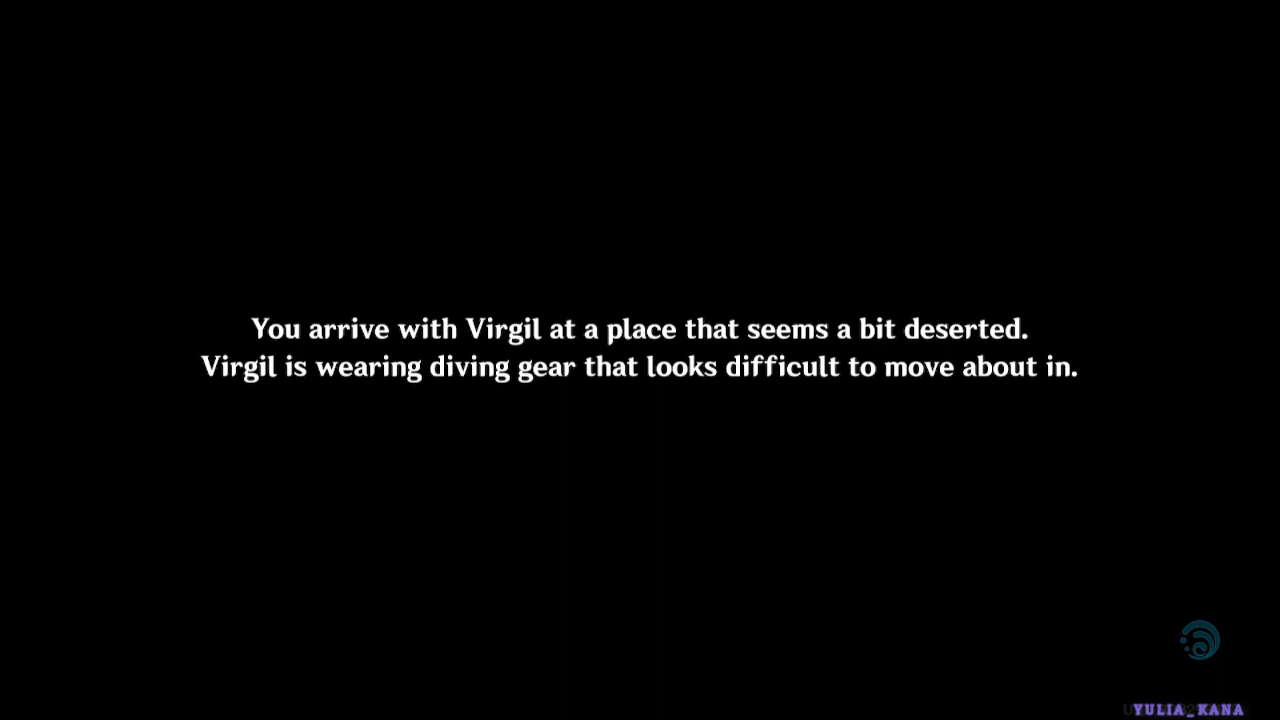 You arrive with Virgil at a place that seems a bit deserted.
Virgil is wearing diving gear that looks difficult to move about in.
YULIA_KANA